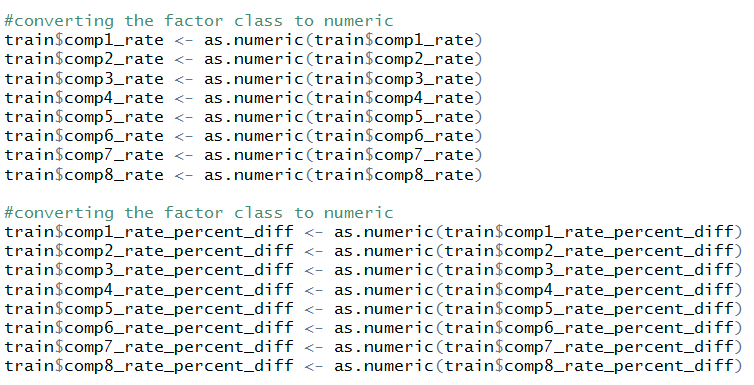 #converting the factor class to numeric
train$comp1_rate <- as.numeric(train$comp1_rate)
train$comp2_rate <- as.numeric(train$comp2_rate)
train$comp3_rate <- as.numeric(train$comp3_rate)
train$comp4_rate <- as.numeric(train$comp4_rate)
train$comp5_rate <- as.numeric(train$comp5_rate)
train$comp6_rate <- as.numeric(train$comp6_rate)
train$comp7_rate <- as.numeric(train$comp7_rate)
train$comp8_rate <- as.numeric(train$comp8_rate)
#converting the factor class to numeric
train$comp1_rate_percent_diff <- as.numeric(train$comp1_rate_percent_diff)
train$comp2_rate_percent_diff <- as.numeric(train$comp2_rate_percent_diff)
train$comp3_rate_percent_diff <- as.numeric(train$comp3_rate_percent_diff)
train$comp4_rate_percent_diff <- as.numeric(train$comp4_rate_percent_diff)
train$comp5_rate_percent_diff <- as.numeric(train$comp5_rate_percent_diff)
train$comp6_rate_percent_diff <- as.numeric(train$comp6_rate_percent_diff)
train$comp7_rate_percent_diff <- as.numeric(train$comp7_rate_percent_diff)
train$comp8_rate_percent_diff <- as.numeric(train$comp8_rate_percent_diff)